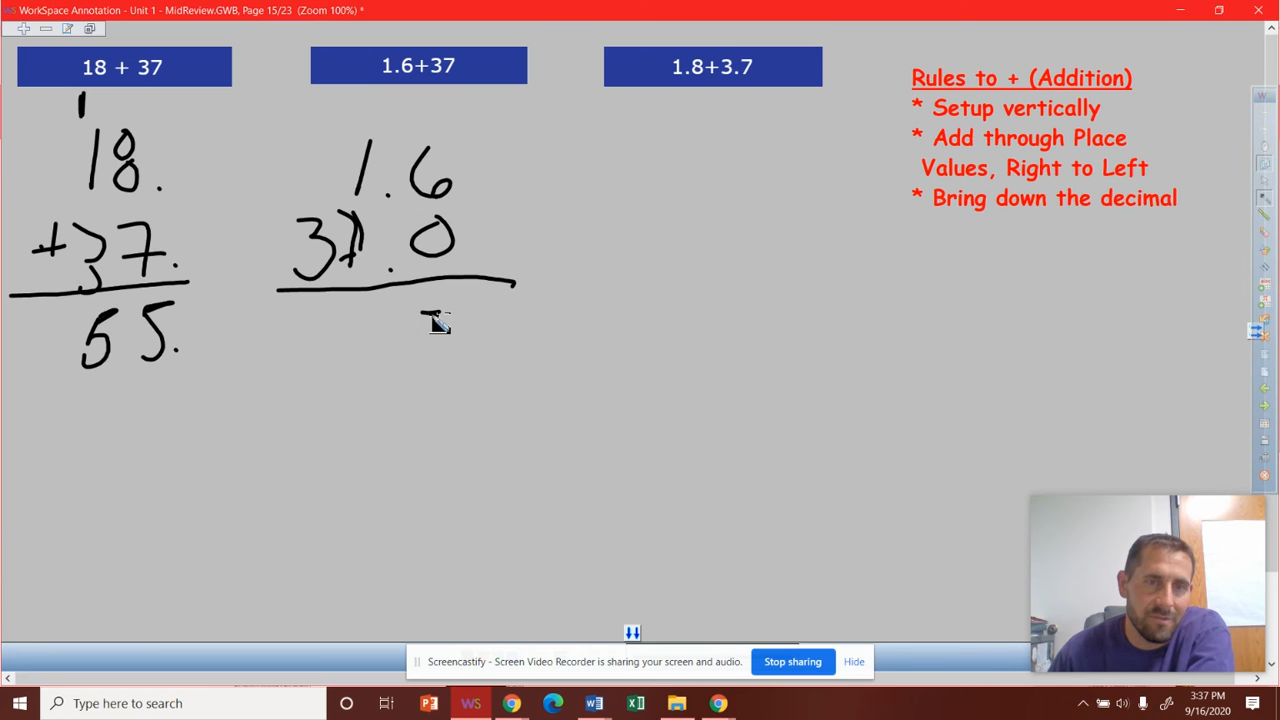 WorkSpace Annotation - Unit 1 - MidReview.GWB, Page 15/23 (Zoom 100%) *
18 + 37
1.6+37
1.8+3.7
Rules to + (Addition)
* Setup vertically
* Add through Place
Values, Right to Left
* Bring down the decimal
1
18.
+37.
55.
1.6
37.0
Screencastify - Screen Video Recorder is sharing your screen and audio.
Stop sharing
Hide
Type here to search
3:37 PM
9/16/2020